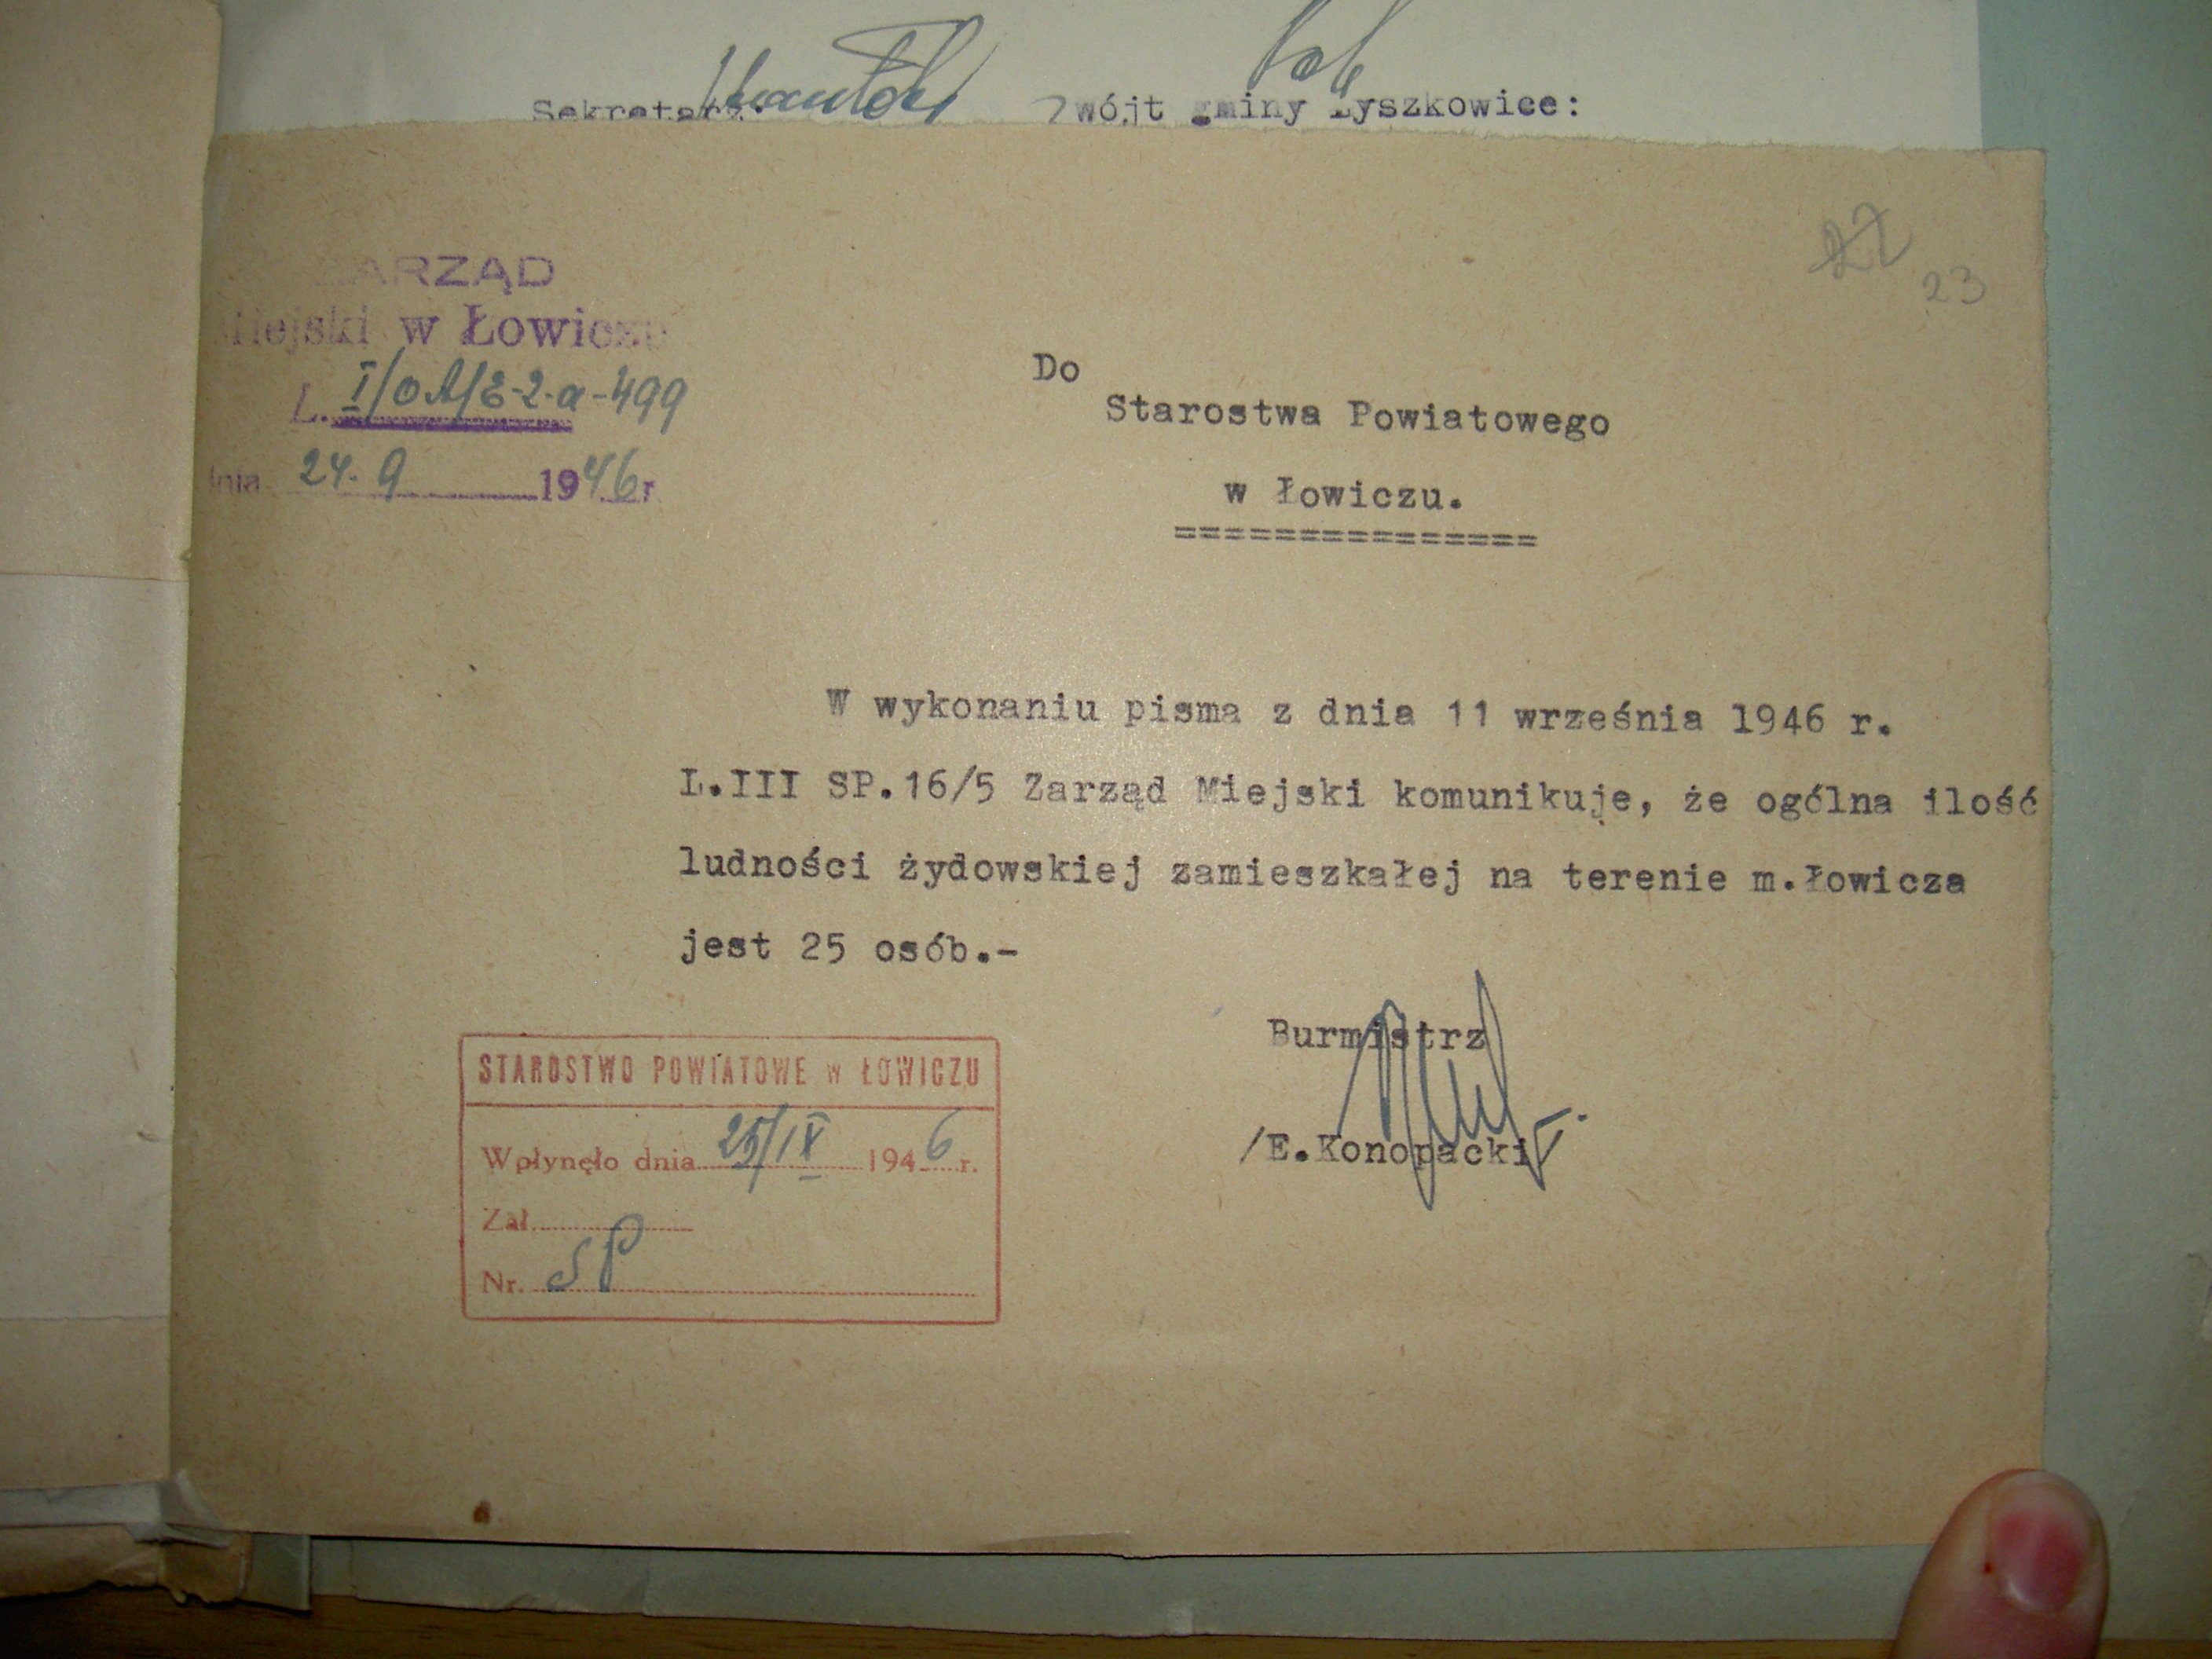 Sekretarz: wójt gminy Łyszkowice:
27
23
ZARZĄD
Miejski w Łowiczu
L. I/OA/E-2-a-499
dnia 24. 9 1946 r.
Do
Starostwa Powiatowego
w Łowiczu.
===============
W wykonaniu pisma z dnia 11 września 1946 r.
L.III SP.16/5 Zarząd Miejski komunikuje, że ogólna ilość
ludności żydowskiej zamieszkałej na terenie m.Łowicza
jest 25 osób.-
Burmistrz
/E.Konopacki/
STAROSTWO POWIATOWE w ŁOWICZU
Wpłynęło dnia 25/IX 1946 r.
Zał.
Nr. SP